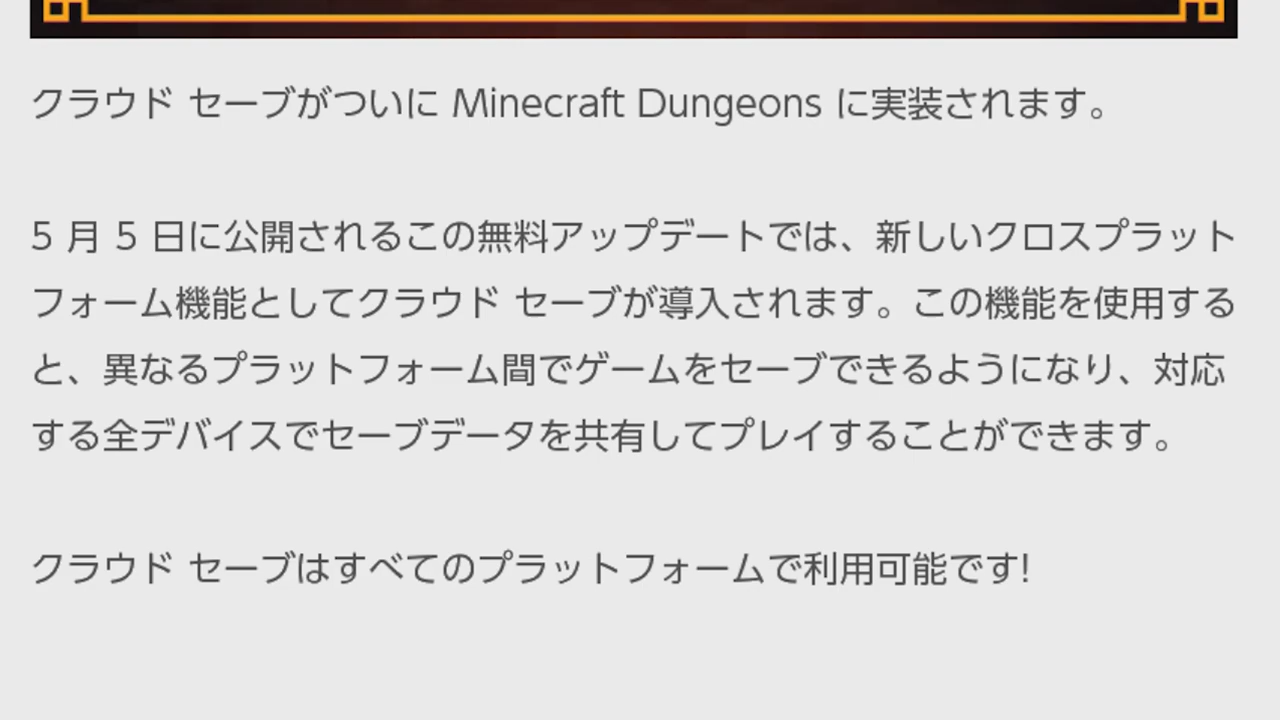 クラウド セーブがついに Minecraft Dungeons に実装されます。
5 月 5 日に公開されるこの無料アップデートでは、新しいクロスプラット
フォーム機能としてクラウド セーブが導入されます。この機能を使用する
と、異なるプラットフォーム間でゲームをセーブできるようになり、対応
する全デバイスでセーブデータを共有してプレイすることができます。
クラウド セーブはすべてのプラットフォームで利用可能です!